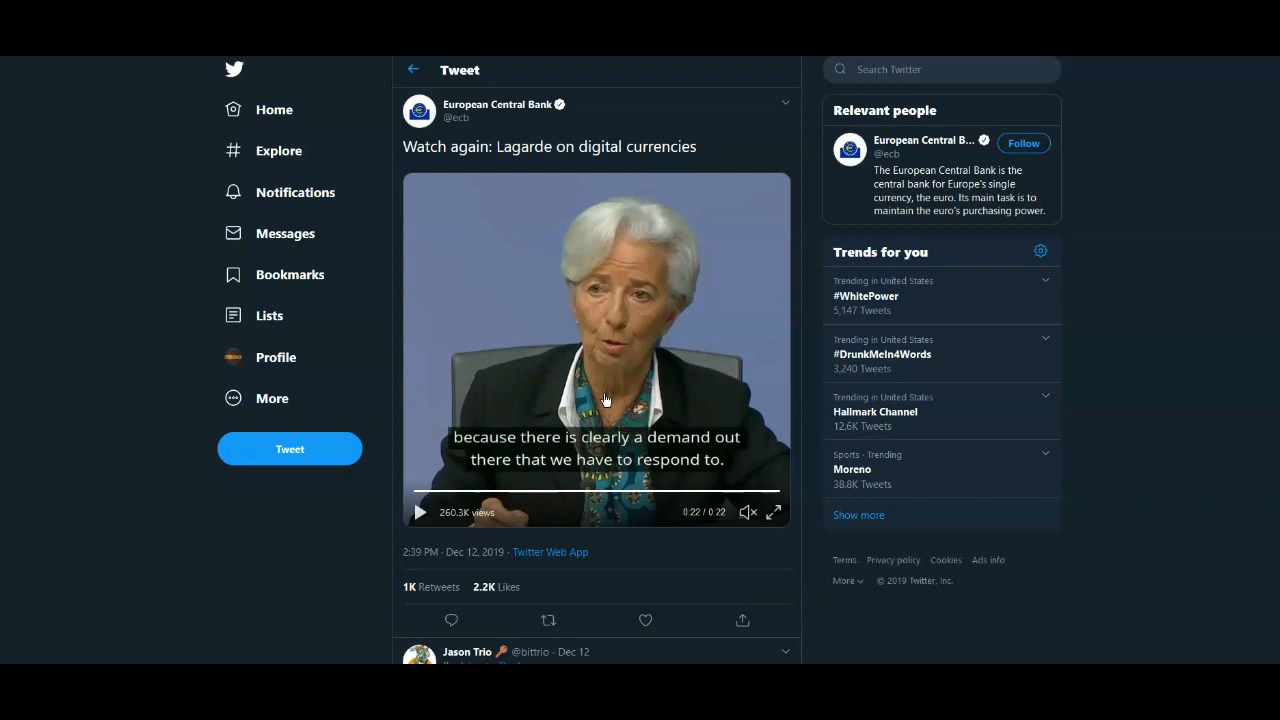 Home
Explore
Notifications
Messages
Bookmarks
Lists
Profile
More
Tweet
Tweet
European Central Bank
@ecb
Watch again: Lagarde on digital currencies
because there is clearly a demand out
there that we have to respond to.
260.3K views
0:22 / 0:22
2:39 PM · Dec 12, 2019 · Twitter Web App
1K Retweets 2.2K Likes
Jason Trio @bittrio · Dec 12
Search Twitter
Relevant people
European Central B...
@ecb
Follow
The European Central Bank is the
central bank for Europe's single
currency, the euro. Its main task is to
maintain the euro's purchasing power.
Trends for you
Trending in United States
#WhitePower
5,147 Tweets
Trending in United States
#DrunkMeIn4Words
3,240 Tweets
Trending in United States
Hallmark Channel
12.6K Tweets
Sports · Trending
Moreno
38.8K Tweets
Show more
Terms Privacy policy Cookies Ads info
More © 2019 Twitter, Inc.